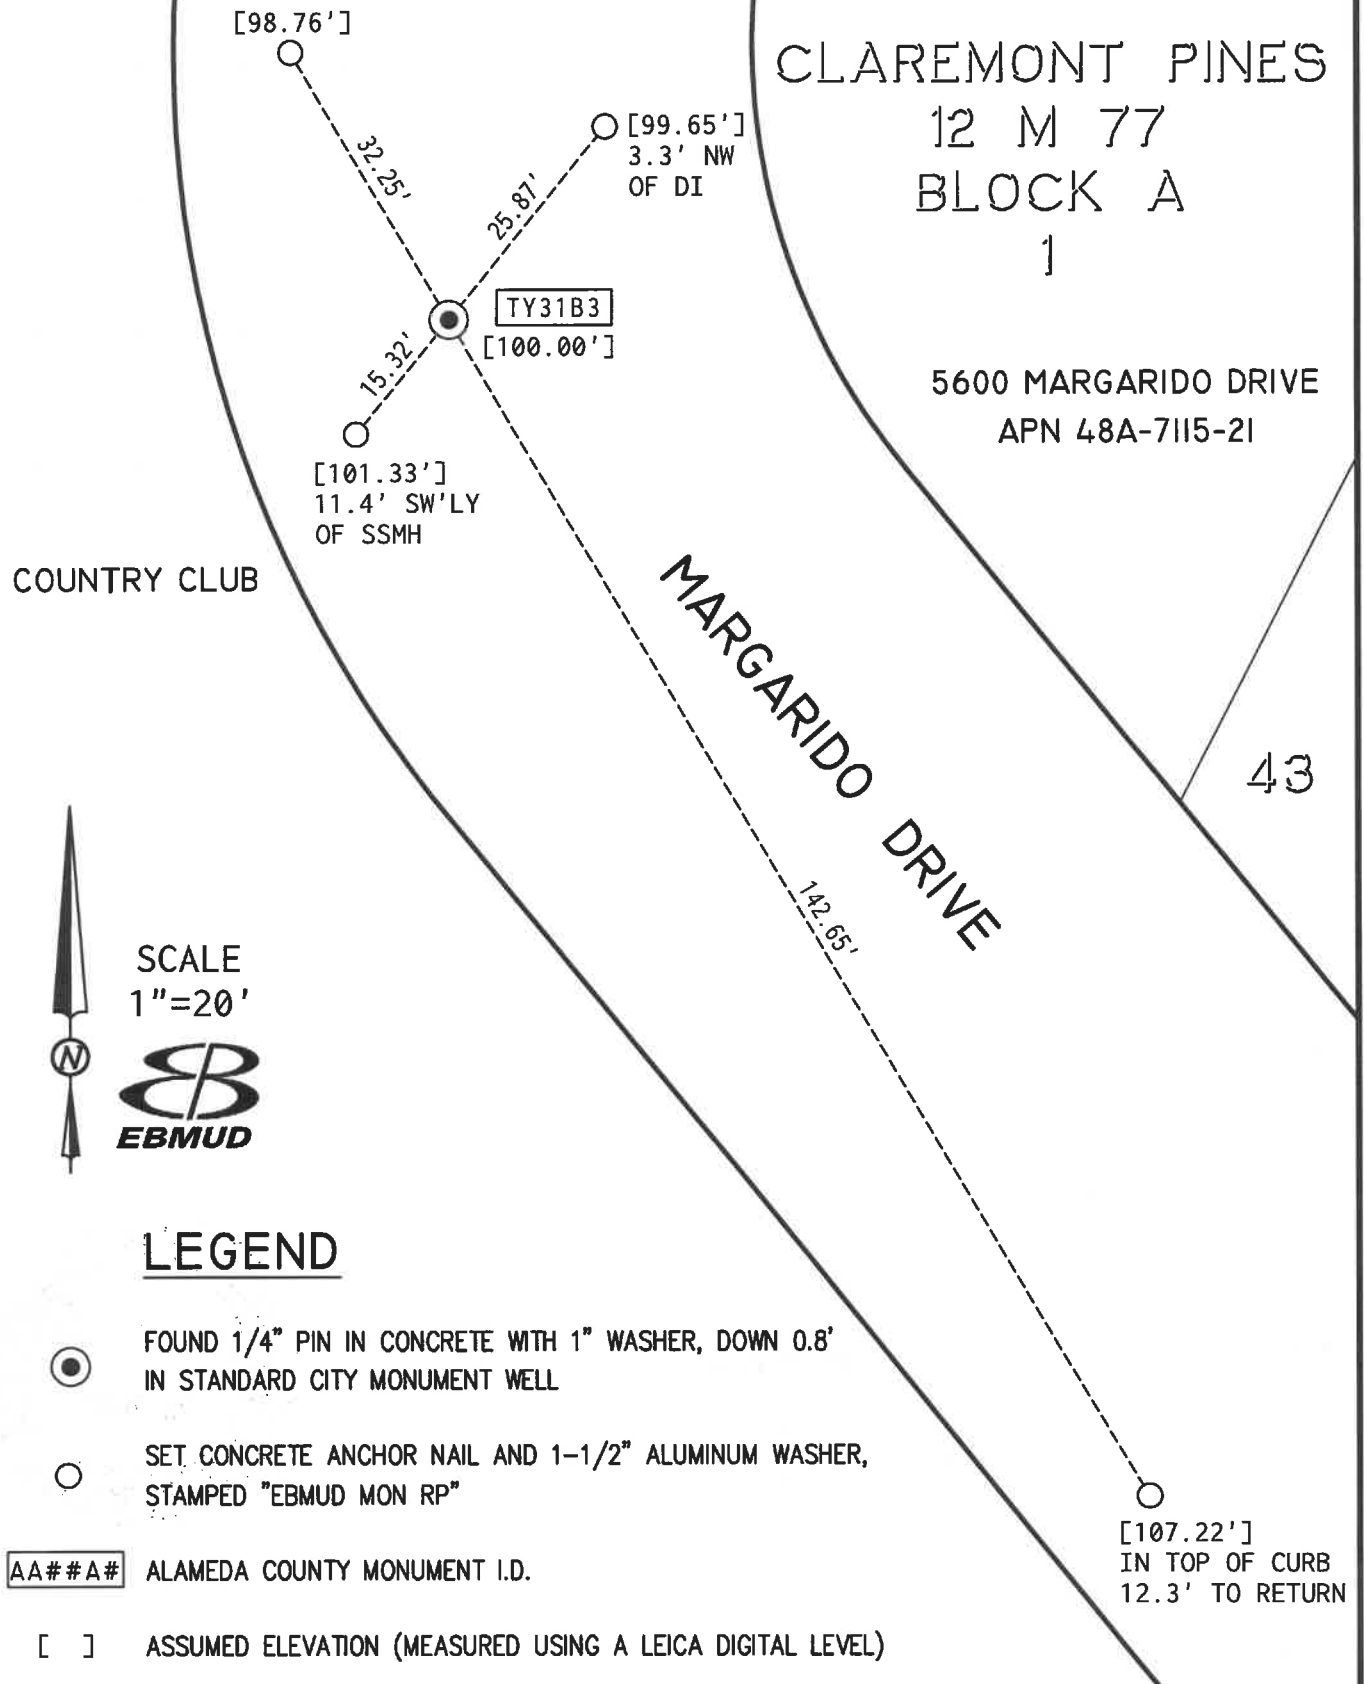 [98.76']
CLAREMONT PINES
12 M 77
BLOCK A
1
32.25'
[99.65']
3.3' NW
OF DI
25.87'
TY31B3
[100.00']
15.32'
5600 MARGARIDO DRIVE
APN 48A-7115-21
[101.33']
11.4' SW'LY
OF SSMH
COUNTRY CLUB
MARGARIDO DRIVE
43
142.65'
SCALE
1"=20'
N
EBMUD
LEGEND
FOUND 1/4" PIN IN CONCRETE WITH 1" WASHER, DOWN 0.8'
IN STANDARD CITY MONUMENT WELL
SET CONCRETE ANCHOR NAIL AND 1-1/2" ALUMINUM WASHER,
STAMPED "EBMUD MON RP"
[107.22']
IN TOP OF CURB
12.3' TO RETURN
AA##A# ALAMEDA COUNTY MONUMENT I.D.
[ ] ASSUMED ELEVATION (MEASURED USING A LEICA DIGITAL LEVEL)